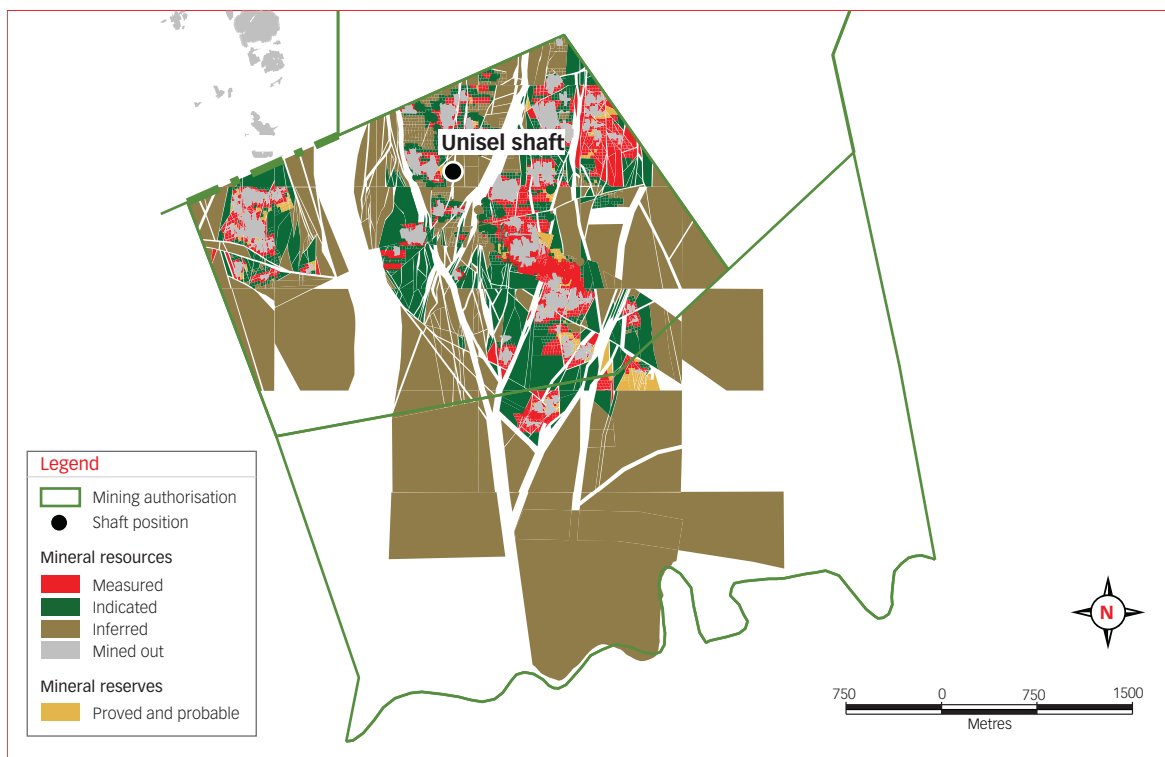 Unisel shaft
Legend
Mining authorisation
Shaft position
Mineral resources
Measured
Indicated
Inferred
Mined out
Mineral reserves
Proved and probable
N
750 0 750 1500
Metres